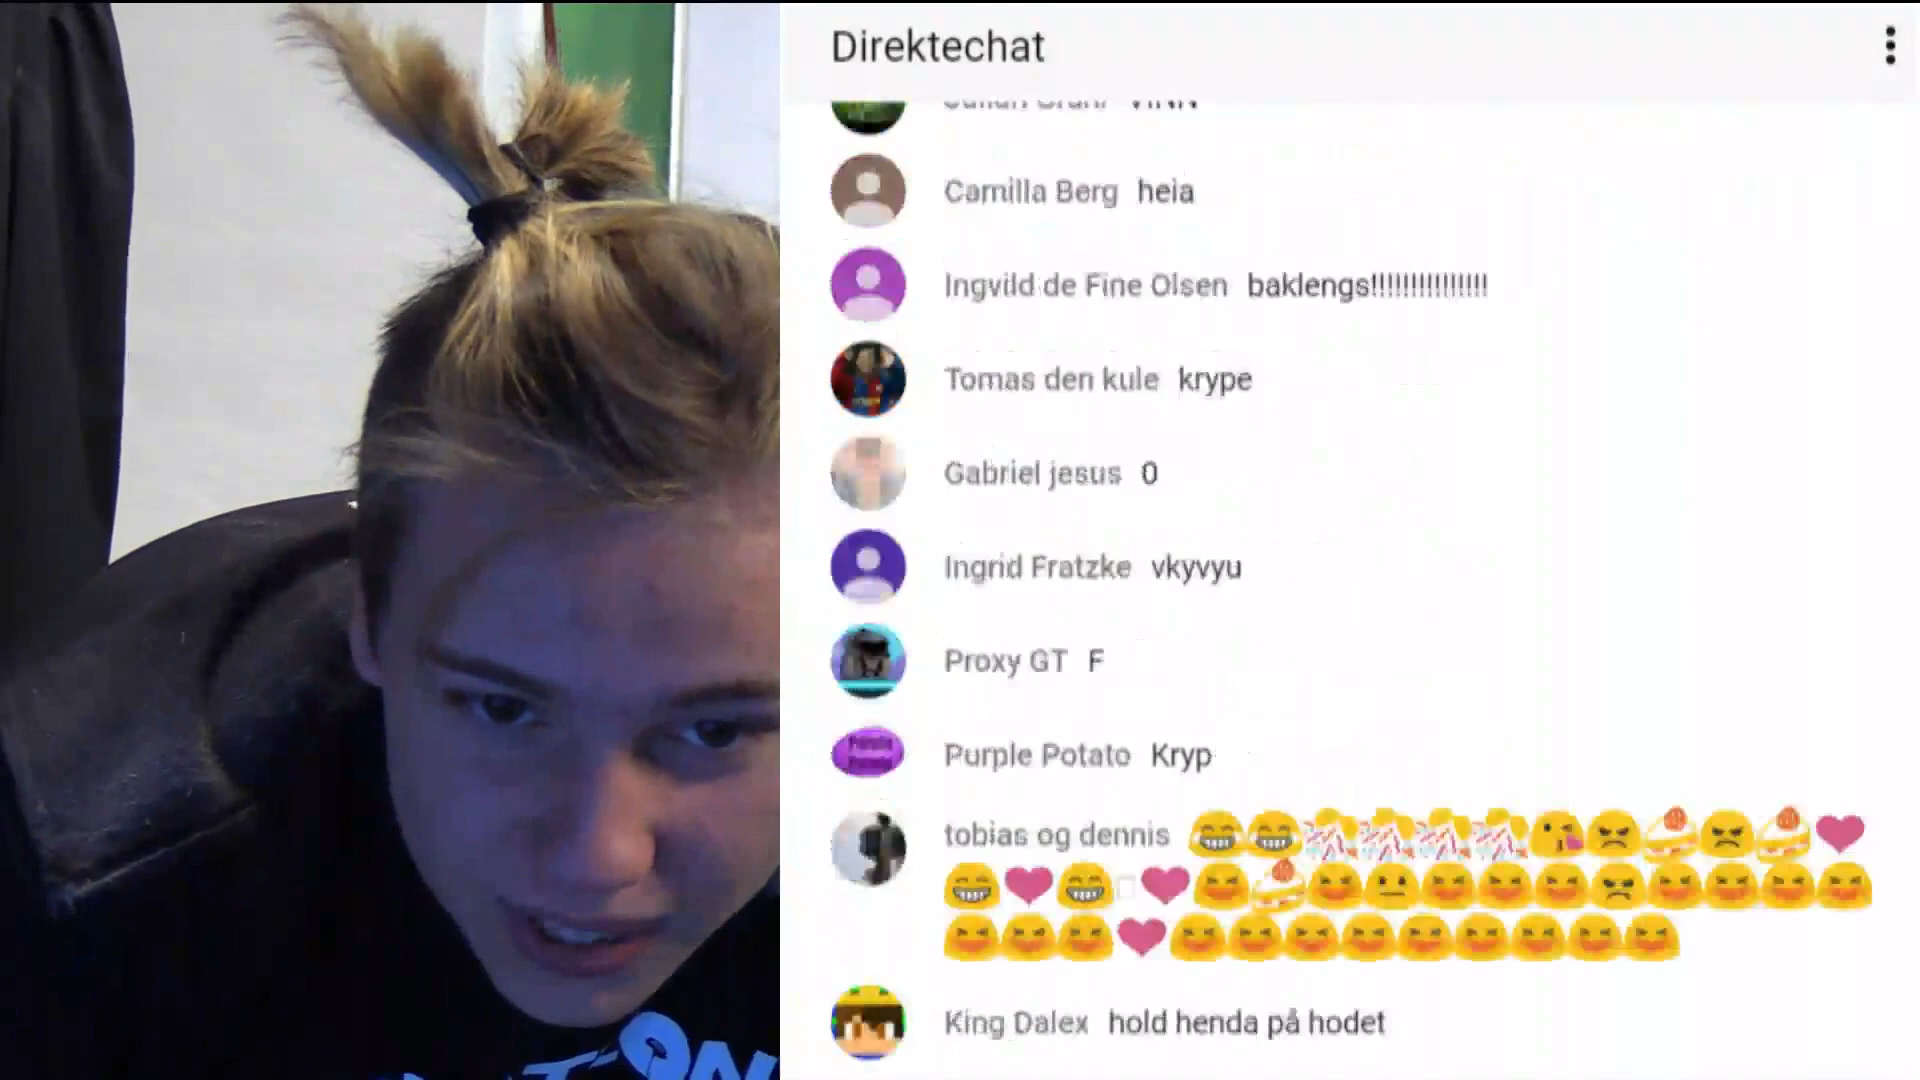 Direktechat
Camilla Berg heia
Ingvild de Fine Olsen baklengs!!!!!!!!!!!!!!!
Tomas den kule krype
Gabriel jesus 0
Ingrid Fratzke vkyvyu
Proxy GT F
Purple Potato Kryp
tobias og dennis 😁😁🎊🎊🎊🎊😘😠🍰😠🍰❤
😁❤😁❤😆🍰😆😐😆😆😆😠😆😆😆😆
😆😆😆❤😆😆😆😆😆😆😆😆😆
King Dalex hold henda på hodet